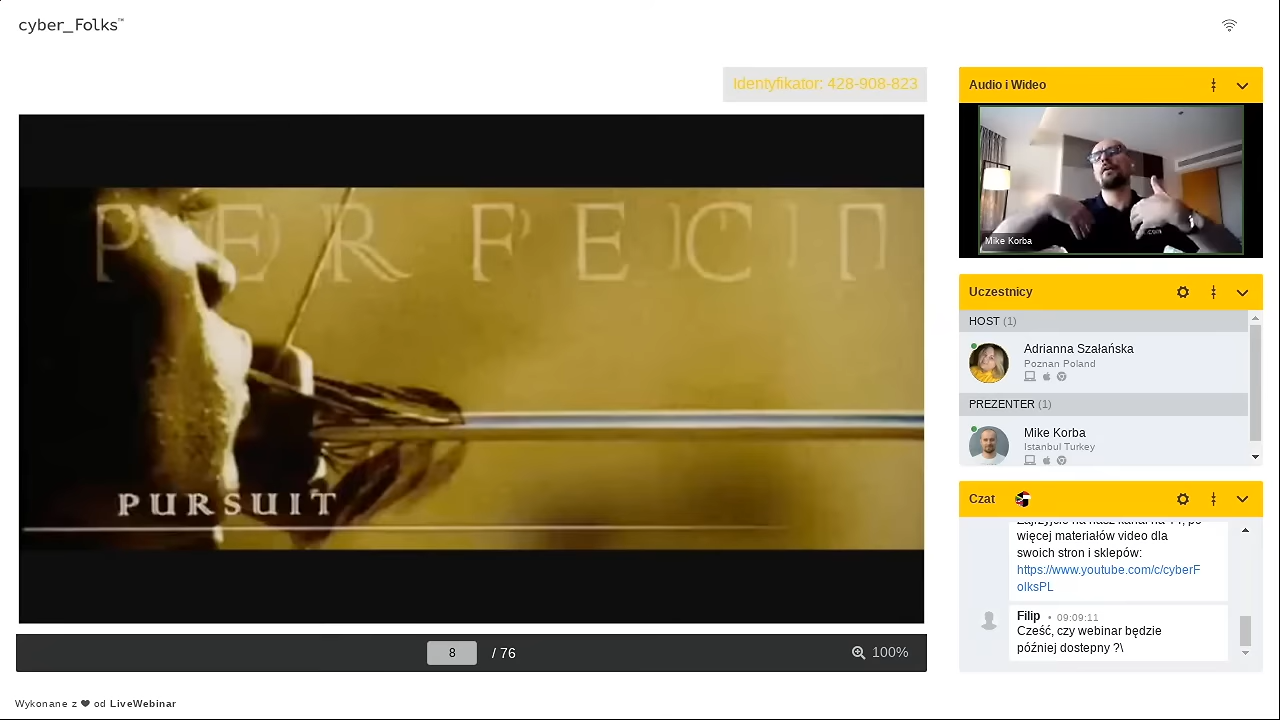 cyber_Folks™
Identyfikator: 428-908-823
PERFECT
PURSUIT
8 / 76
100%
Wykonane z ❤ od LiveWebinar
Audio i Wideo
Mike Korba
Uczestnicy
HOST (1)
Adrianna Szałańska
Poznan Poland
PREZENTER (1)
Mike Korba
Istanbul Turkey
Czat
więcej materiałów video dla
swoich stron i sklepów:
https://www.youtube.com/c/cyberF
olksPL
Filip • 09:09:11
Cześć, czy webinar będzie
później dostepny ?\